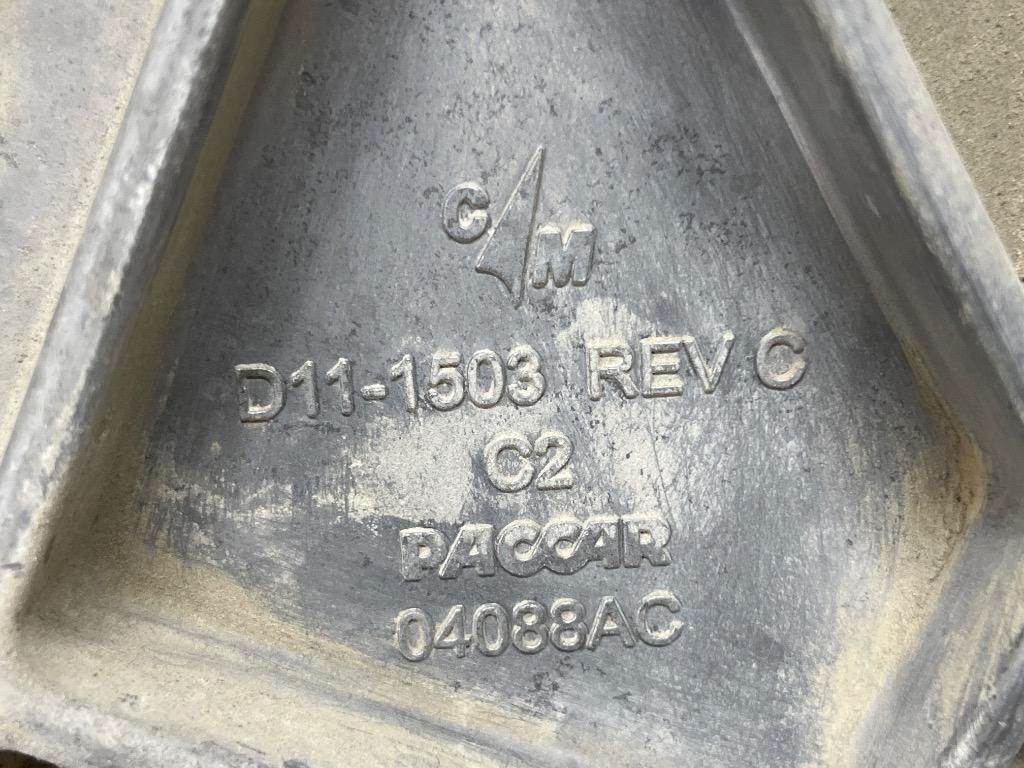 C M
D11-1503 REV C
C2
PACCAR
04088AC